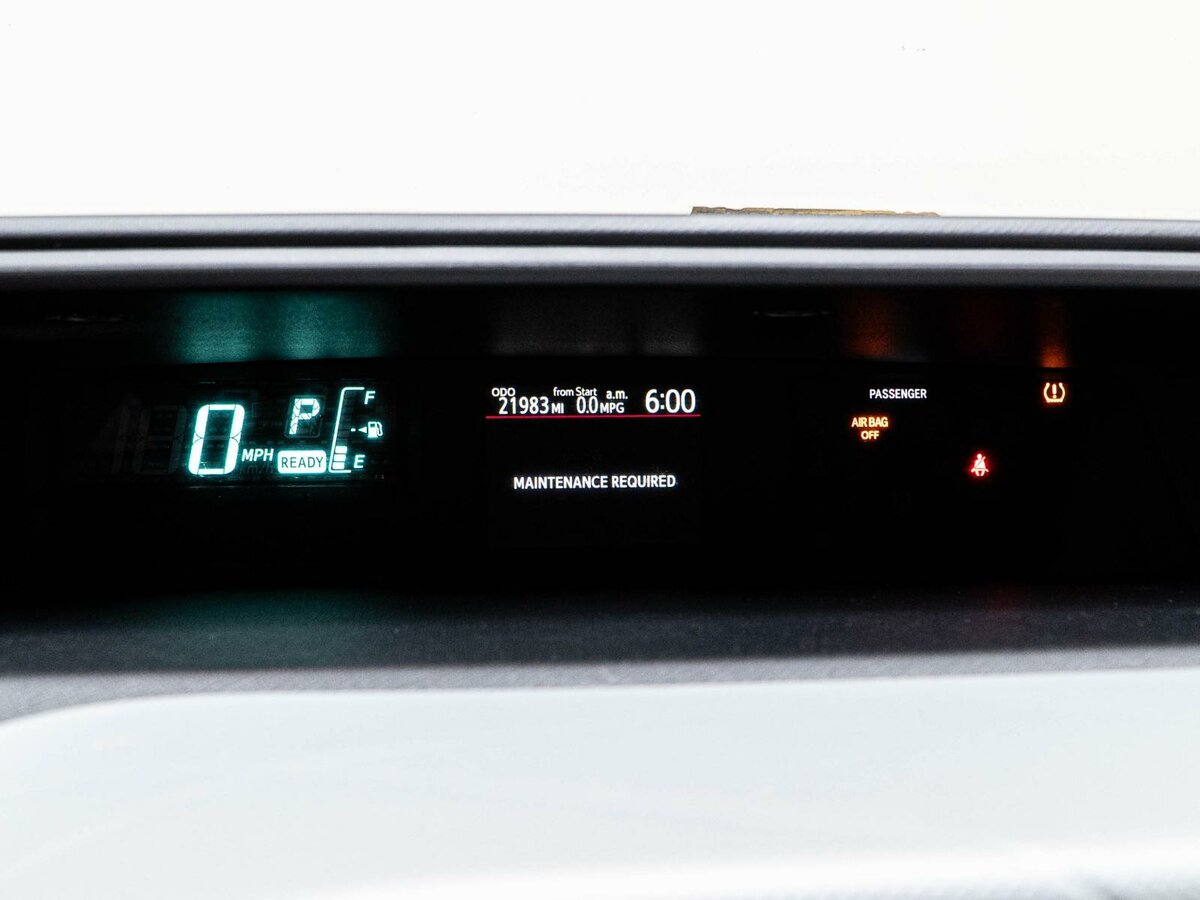 0 MPH
P
READY
F
E
ODO from Start a.m. 6:00
21983 MI 0.0 MPG
MAINTENANCE REQUIRED
PASSENGER
AIR BAG
OFF